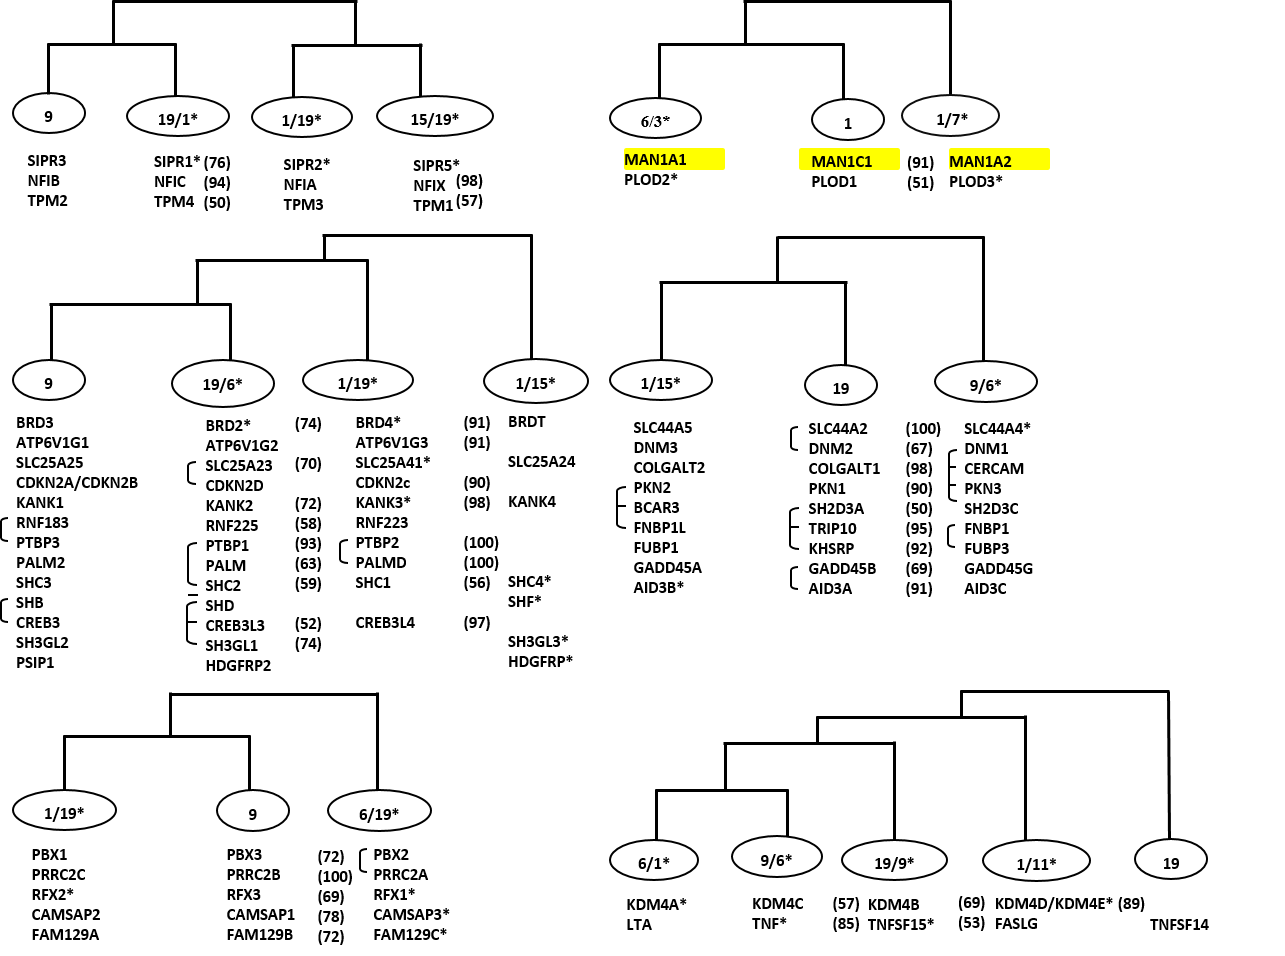 9 19/1* 1/19* 15/19*
SIPR3 SIPR1* (76) SIPR2* SIPR5*
NFIB NFIC (94) NFIA NFIX (98)
TPM2 TPM4 (50) TPM3 TPM1 (57)
6/3* 1 1/7*
MAN1A1 MAN1C1 (91) MAN1A2
PLOD2* PLOD1 (51) PLOD3*
9 19/6* 1/19* 1/15*
BRD3 BRD2* (74) BRD4* (91) BRDT
ATP6V1G1 ATP6V1G2 ATP6V1G3 (91)
SLC25A25 SLC25A23 (70) SLC25A41* SLC25A24
CDKN2A/CDKN2B CDKN2D CDKN2c (90)
KANK1 KANK2 (72) KANK3* (98) KANK4
RNF183 RNF225 (58) RNF223
PTBP3 PTBP1 (93) PTBP2 (100)
PALM2 PALM (63) PALMD (100)
SHC3 SHC2 (59) SHC1 (56) SHC4*
SHB SHD SHF*
CREB3 CREB3L3 (52) CREB3L4 (97)
SH3GL2 SH3GL1 (74) SH3GL3*
PSIP1 HDGFRP2 HDGFRP*
1/15* 19 9/6*
SLC44A5 SLC44A2 (100) SLC44A4*
DNM3 DNM2 (67) DNM1
COLGALT2 COLGALT1 (98) CERCAM
PKN2 PKN1 (90) PKN3
BCAR3 SH2D3A (50) SH2D3C
FNBP1L TRIP10 (95) FNBP1
FUBP1 KHSRP (92) FUBP3
GADD45A GADD45B (69) GADD45G
AID3B* AID3A (91) AID3C
1/19* 9 6/19*
PBX1 PBX3 (72) PBX2
PRRC2C PRRC2B (100) PRRC2A
RFX2* RFX3 (69) RFX1*
CAMSAP2 CAMSAP1 (78) CAMSAP3*
FAM129A FAM129B (72) FAM129C*
6/1* 9/6* 19/9* 1/11* 19
KDM4A* KDM4C (57) KDM4B (69) KDM4D/KDM4E* (89)
LTA TNF* (85) TNFSF15* (53) FASLG TNFSF14